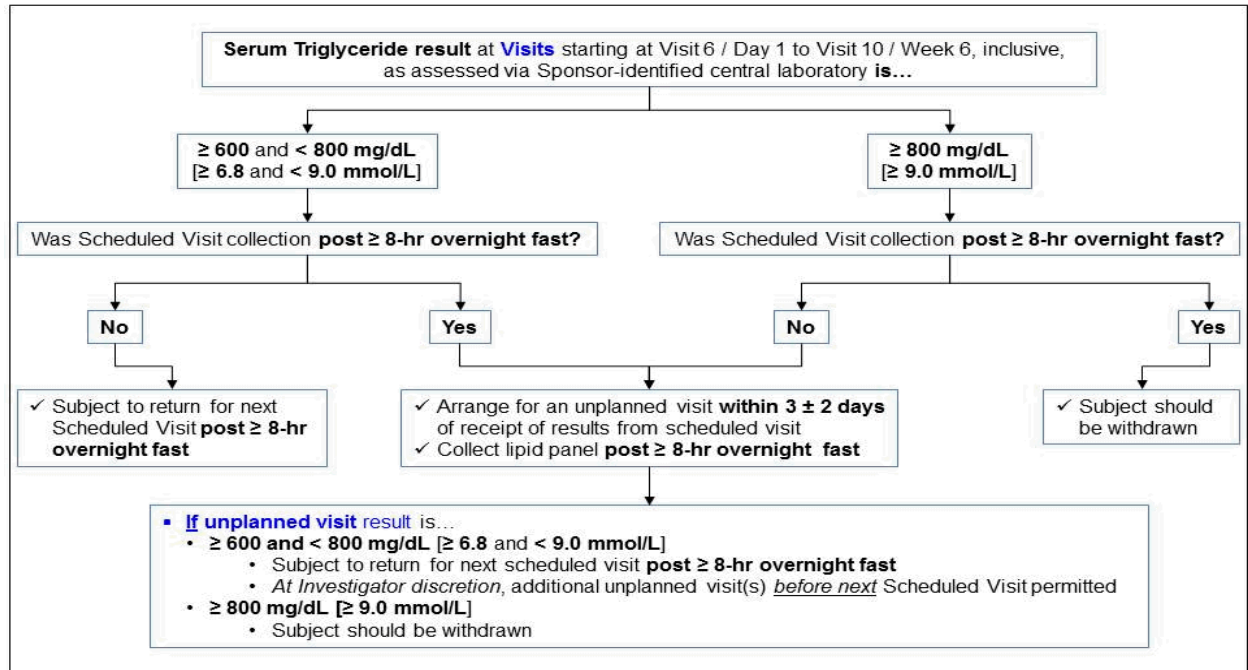 Serum Triglyceride result at Visits starting at Visit 6 / Day 1 to Visit 10 / Week 6, inclusive,
as assessed via Sponsor-identified central laboratory is…
≥ 600 and < 800 mg/dL
[≥ 6.8 and < 9.0 mmol/L]
≥ 800 mg/dL
[≥ 9.0 mmol/L]
Was Scheduled Visit collection post ≥ 8-hr overnight fast?
Was Scheduled Visit collection post ≥ 8-hr overnight fast?
No
Yes
No
Yes
✓ Subject to return for next
Scheduled Visit post ≥ 8-hr
overnight fast
✓ Arrange for an unplanned visit within 3 ± 2 days
of receipt of results from scheduled visit
✓ Collect lipid panel post ≥ 8-hr overnight fast
✓ Subject should
be withdrawn
▪ If unplanned visit result is…
• ≥ 600 and < 800 mg/dL [≥ 6.8 and < 9.0 mmol/L]
• Subject to return for next scheduled visit post ≥ 8-hr overnight fast
• At Investigator discretion, additional unplanned visit(s) before next Scheduled Visit permitted
• ≥ 800 mg/dL [≥ 9.0 mmol/L]
• Subject should be withdrawn